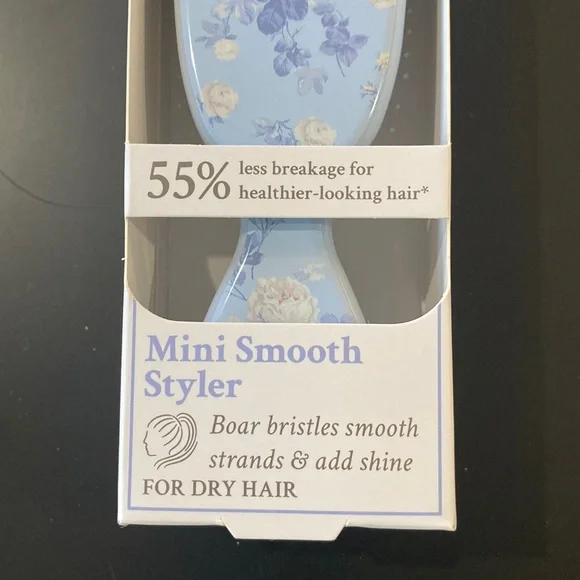 55% less breakage for
healthier-looking hair*
Mini Smooth
Styler
Boar bristles smooth
strands & add shine
FOR DRY HAIR